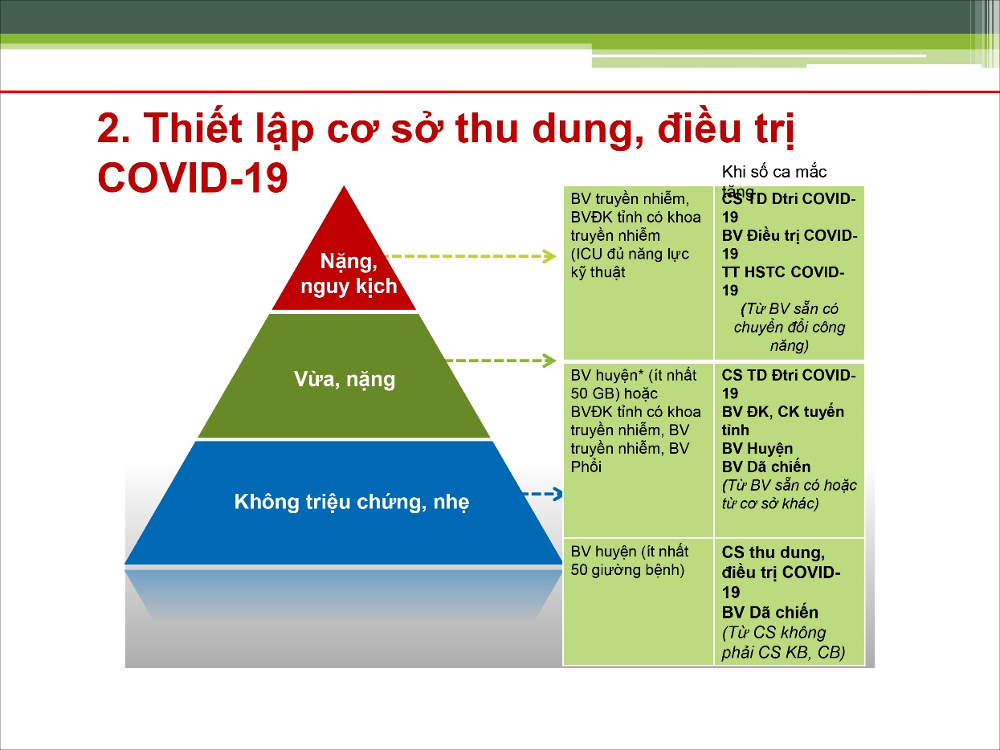 2. Thiết lập cơ sở thu dung, điều trị
COVID-19
Khi số ca mắc
tăng
Nặng,
nguy kịch
Vừa, nặng
Không triệu chứng, nhẹ
BV truyền nhiễm,
BVĐK tỉnh có khoa
truyền nhiễm
(ICU đủ năng lực
kỹ thuật
CS TD Dtri COVID-
19
BV Điều trị COVID-
19
TT HSTC COVID-
19
(Từ BV sẵn có
chuyển đổi công
năng)
BV huyện* (ít nhất
50 GB) hoặc
BVĐK tỉnh có khoa
truyền nhiễm, BV
truyền nhiễm, BV
Phổi
CS TD Đtri COVID-
19
BV ĐK, CK tuyến
tỉnh
BV Huyện
BV Dã chiến
(Từ BV sẵn có hoặc
từ cơ sở khác)
BV huyện (ít nhất
50 giường bệnh)
CS thu dung,
điều trị COVID-
19
BV Dã chiến
(Từ CS không
phải CS KB, CB)